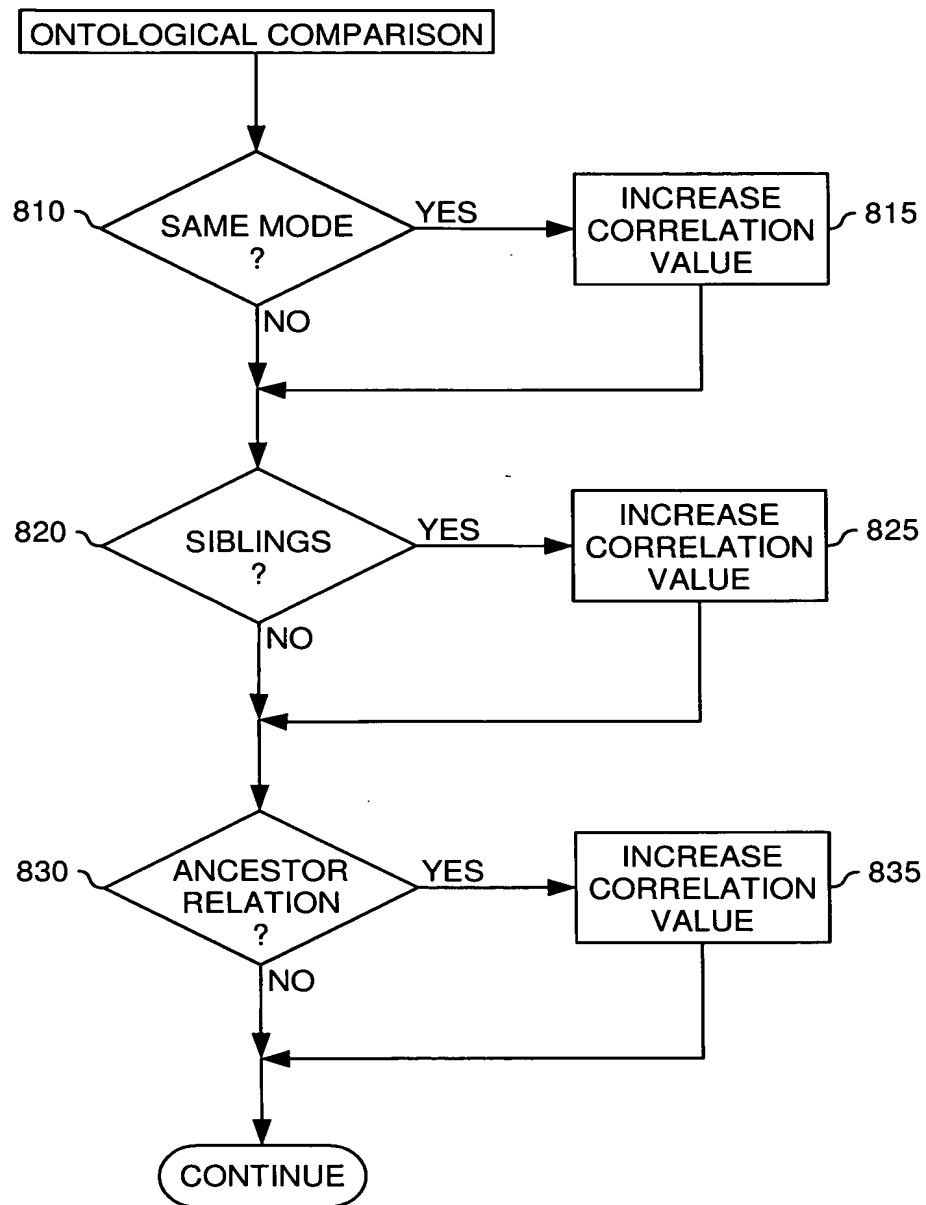 ONTOLOGICAL COMPARISON
810
SAME MODE
?
YES
INCREASE
CORRELATION
VALUE
815
NO
820
SIBLINGS
?
YES
INCREASE
CORRELATION
VALUE
825
NO
830
ANCESTOR
RELATION
?
YES
INCREASE
CORRELATION
VALUE
835
NO
CONTINUE